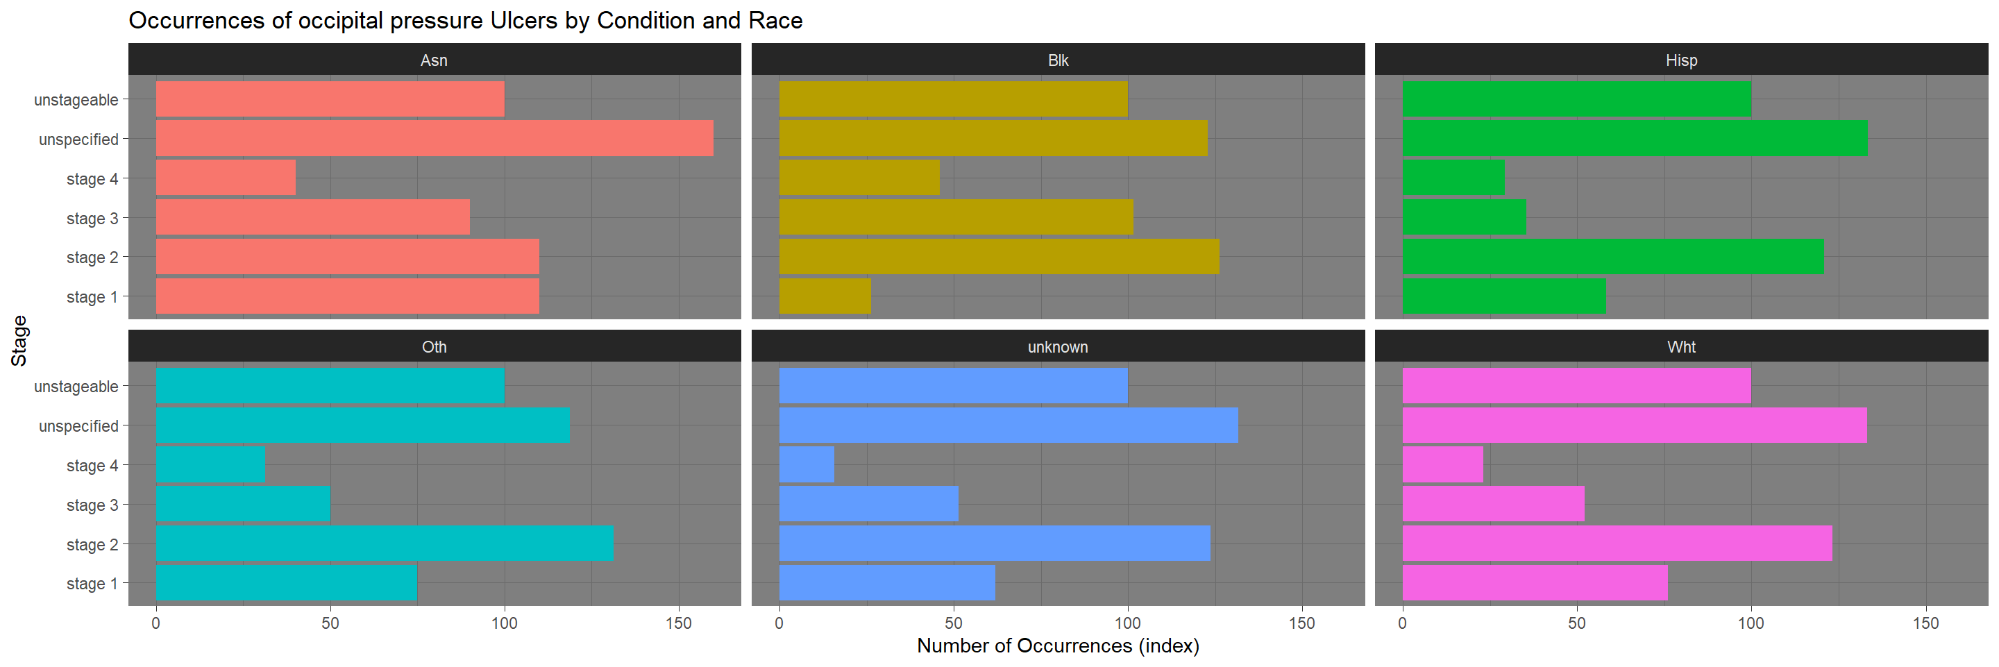 Occurrences of occipital pressure Ulcers by Condition and Race
Asn
Blk
Hisp
unstageable
unspecified
stage 4
stage 3
stage 2
stage 1
Stage
Oth
unknown
Wht
unstageable
unspecified
stage 4
stage 3
stage 2
stage 1
0 50 100 150
0 50 100 150
0 50 100 150
Number of Occurrences (index)